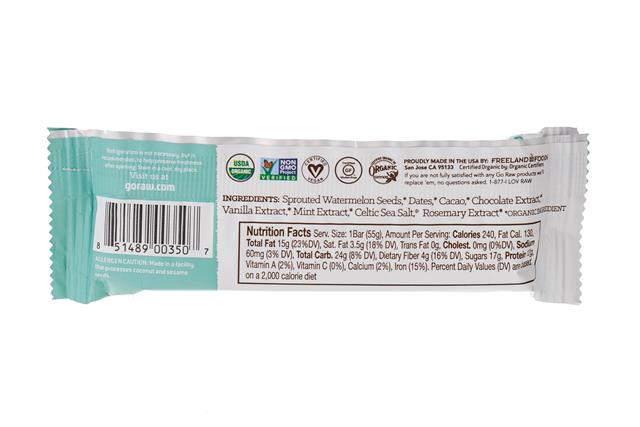 Refrigeration is not necessary, but is
recommended, to help preserve freshness
after opening. Store in a cool, dry place.
Visit us at
goraw.com
8 51489 00350 7
ALLERGEN CAUTION: Made in a facility
that processes coconut and sesame
seeds.
USDA
ORGANIC
NON
GMO
Project
VERIFIED
CERTIFIED
VEGAN
GF
ORGANIC
PROUDLY MADE IN THE USA BY: FREELAND FOODS
San Jose, CA 95133 Certified Organic by: Organic Certifiers
If you are not fully satisfied with any Go Raw products we'll
replace 'em, no questions asked. 1-877-1 LOV RAW
INGREDIENTS: Sprouted Watermelon Seeds,* Dates,* Cacao,* Chocolate Extract,*
Vanilla Extract,* Mint Extract,* Celtic Sea Salt,® Rosemary Extract* *ORGANIC INGREDIENT
Nutrition Facts Serv. Size: 1Bar (55g), Amount Per Serving: Calories 240, Fat Cal. 130,
Total Fat 15g (23%DV), Sat. Fat 3.5g (18% DV), Trans Fat 0g, Cholest. 0mg (0%DV), Sodium
60mg (3% DV), Total Carb. 24g (8% DV), Dietary Fiber 4g (16% DV), Sugars 17g, Protein
Vitamin A (2%), Vitamin C (0%), Calcium (2%), Iron (15%). Percent Daily Values (DV) are based
on a 2,000 calorie diet